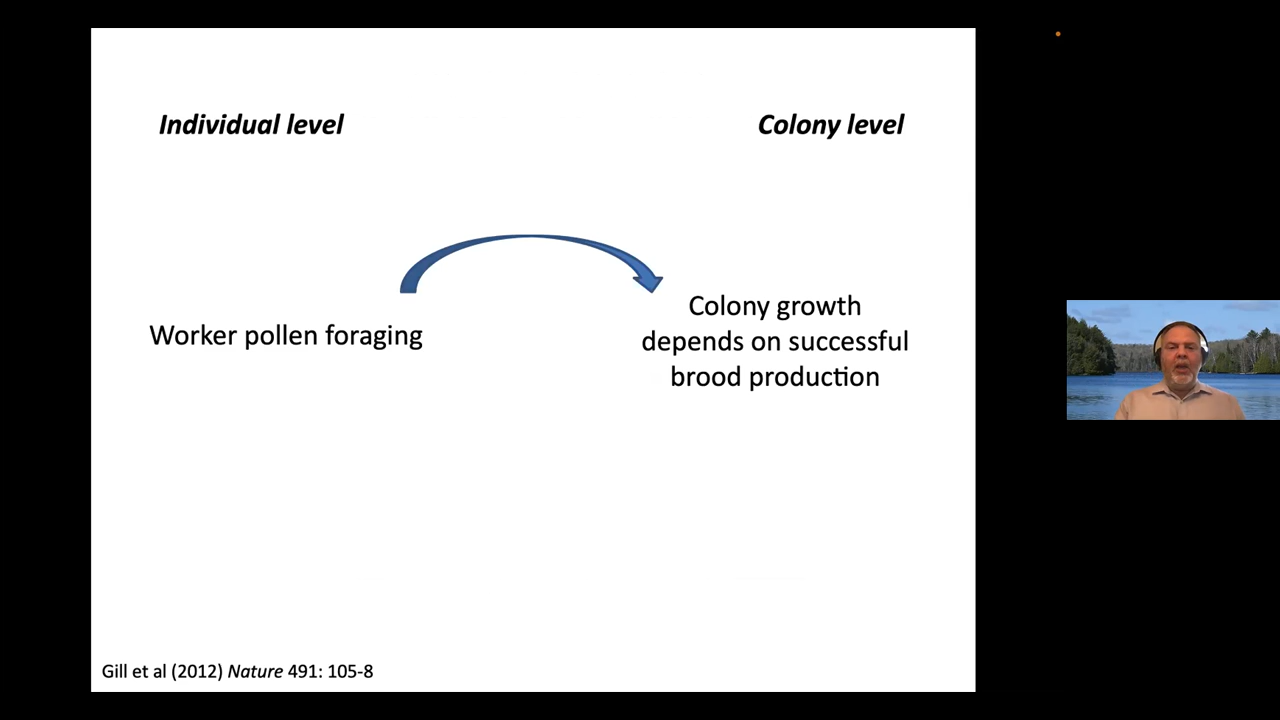 Individual level
Colony level
Worker pollen foraging
Colony growth
depends on successful
brood production
Gill et al (2012) Nature 491: 105-8